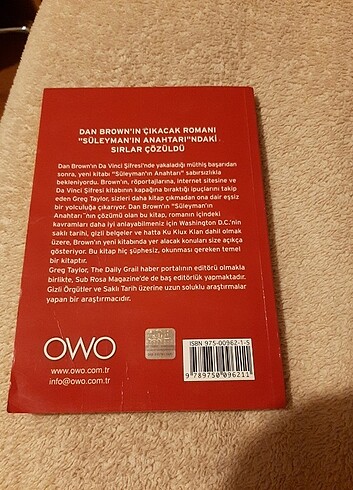 DAN BROWN'IN ÇIKACAK ROMANI
"SÜLEYMAN'IN ANAHTARI"NDAKİ
SIRLAR ÇÖZÜLDÜ
Dan Brown'ın Da Vinci Şifresi'nde yakaladığı müthiş başarıdan
sonra, yeni kitabı "Süleyman'ın Anahtarı" sabırsızlıkla
bekleniyordu. Brown'ın, röportajlarına, internet sitesine ve
Da Vinci Şifresi kitabının kapağına bıraktığı ipuçlarını takip
eden Greg Taylor, sizleri daha kitap çıkmadan ona dair eşsiz
bir yolculuğa çıkarıyor. Dan Brown'ın "Süleyman'ın
Anahtarı"nın çözümü olan bu kitap, romanın içindeki
kavramları daha iyi anlayabilmeniz için Washington D.C.'nin
saklı tarihi, gizli belgeler ve hatta Ku Klux Klan dahil olmak
üzere, Brown'ın yeni kitabında yer alacak konuları size açıkça
gösteriyor. Bu kitap hiç şüphesiz, okunması gereken temel
bir kitaptır.
Greg Taylor, The Daily Grail haber portalının editörü olmakla
birlikte, Sub Rosa Magazine'de de baş editörlük yapmaktadır.
Gizli Örgütler ve Saklı Tarih üzerine uzun soluklu araştırmalar
yapan bir araştırmacıdır.
OWO
www.owo.com.tr
info@owo.com.tr
ISBN 975-00962-1-5
9 789750 096211